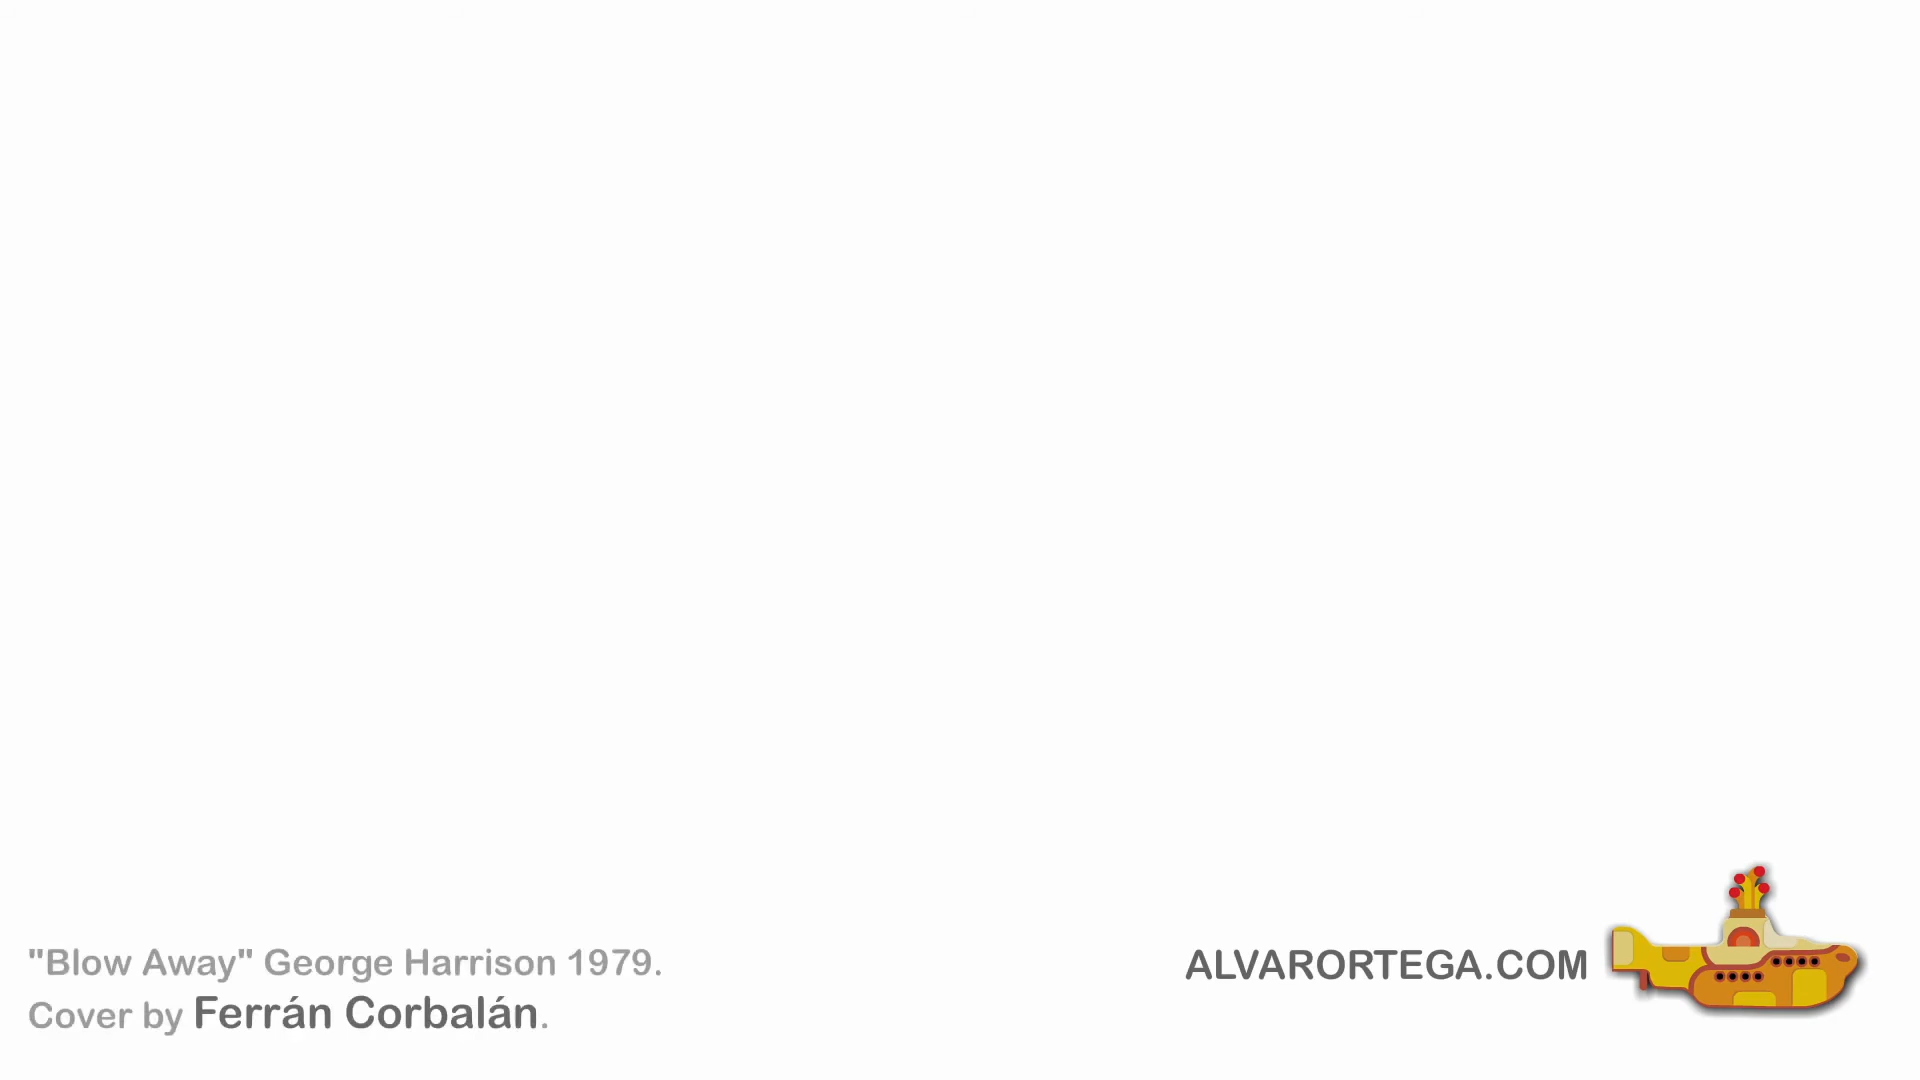 "Blow Away" George Harrison 1979.
Cover by Ferrán Corbalán.
ALVARORTEGA.COM